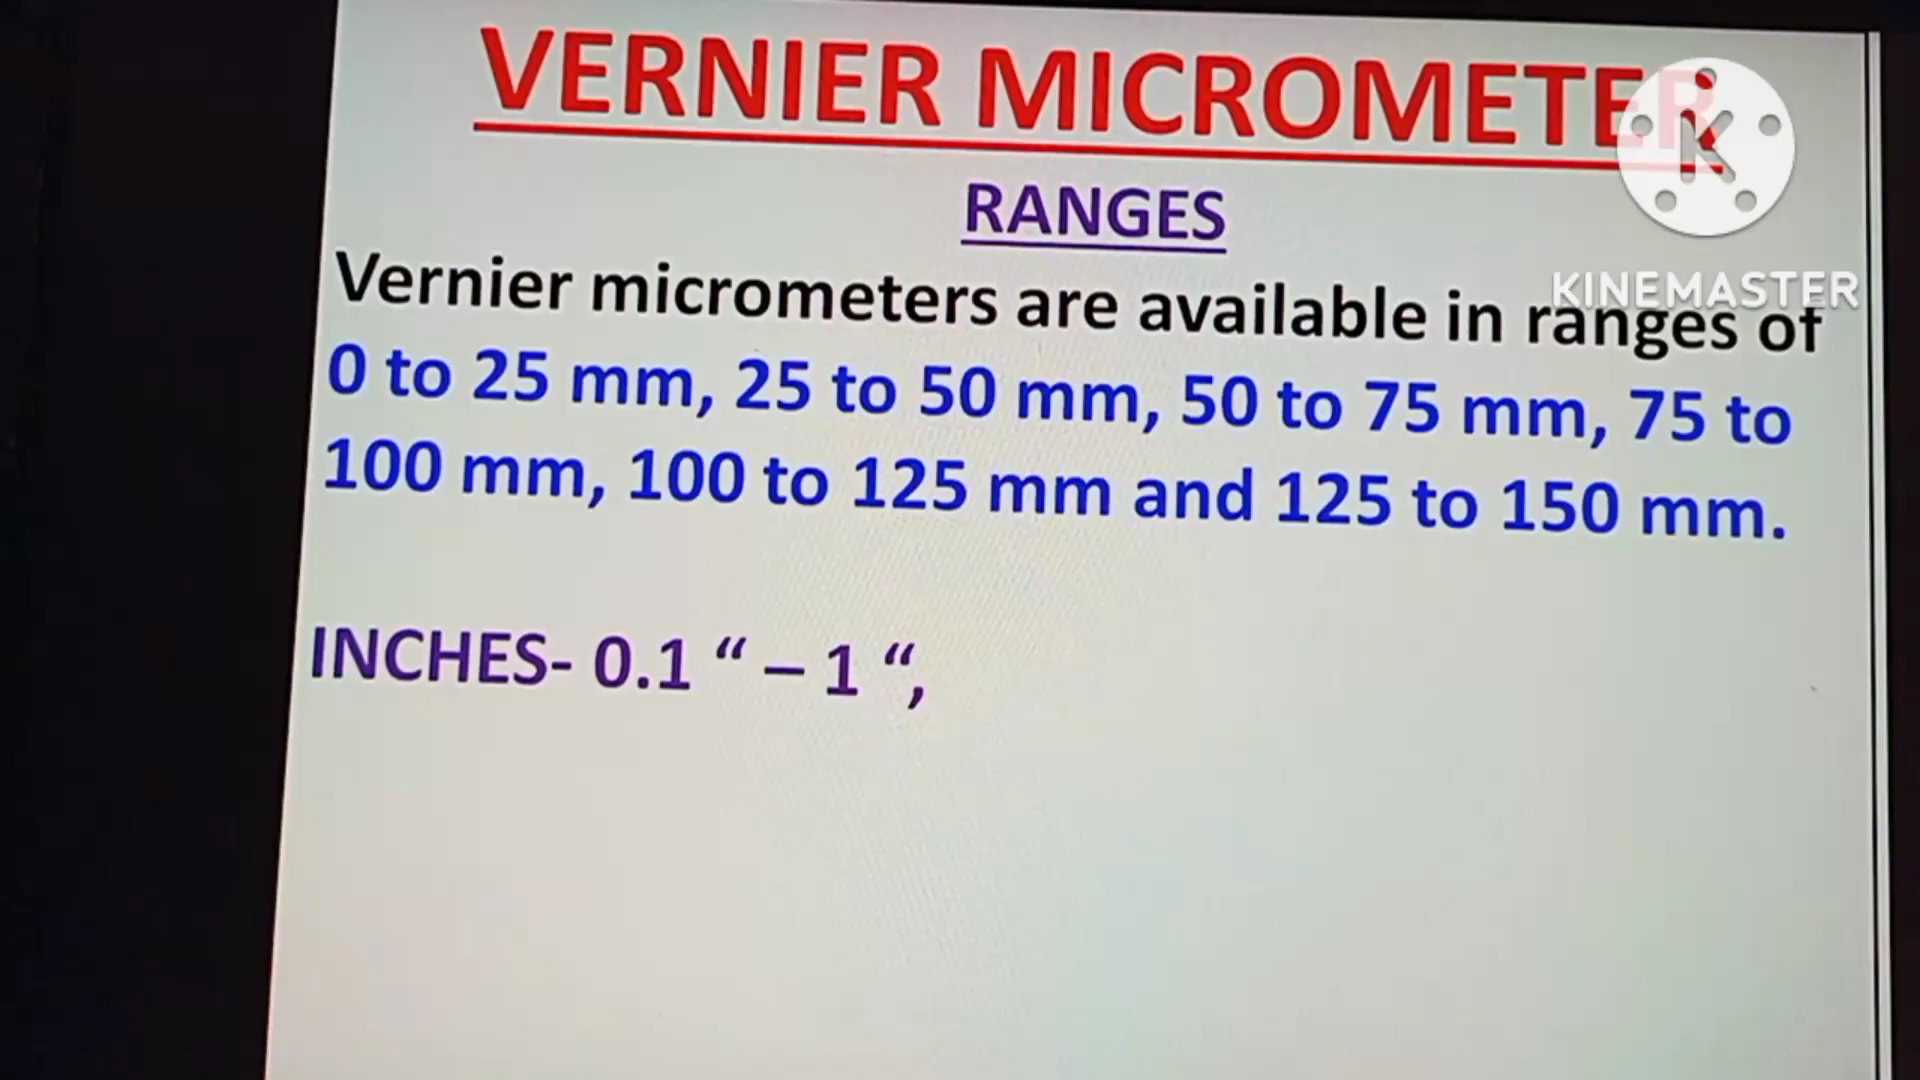 VERNIER MICROMETER
RANGES
Vernier micrometers are available in ranges of
0 to 25 mm, 25 to 50 mm, 50 to 75 mm, 75 to
100 mm, 100 to 125 mm and 125 to 150 mm.
INCHES- 0.1 “ – 1 “,
K
KINEMASTER